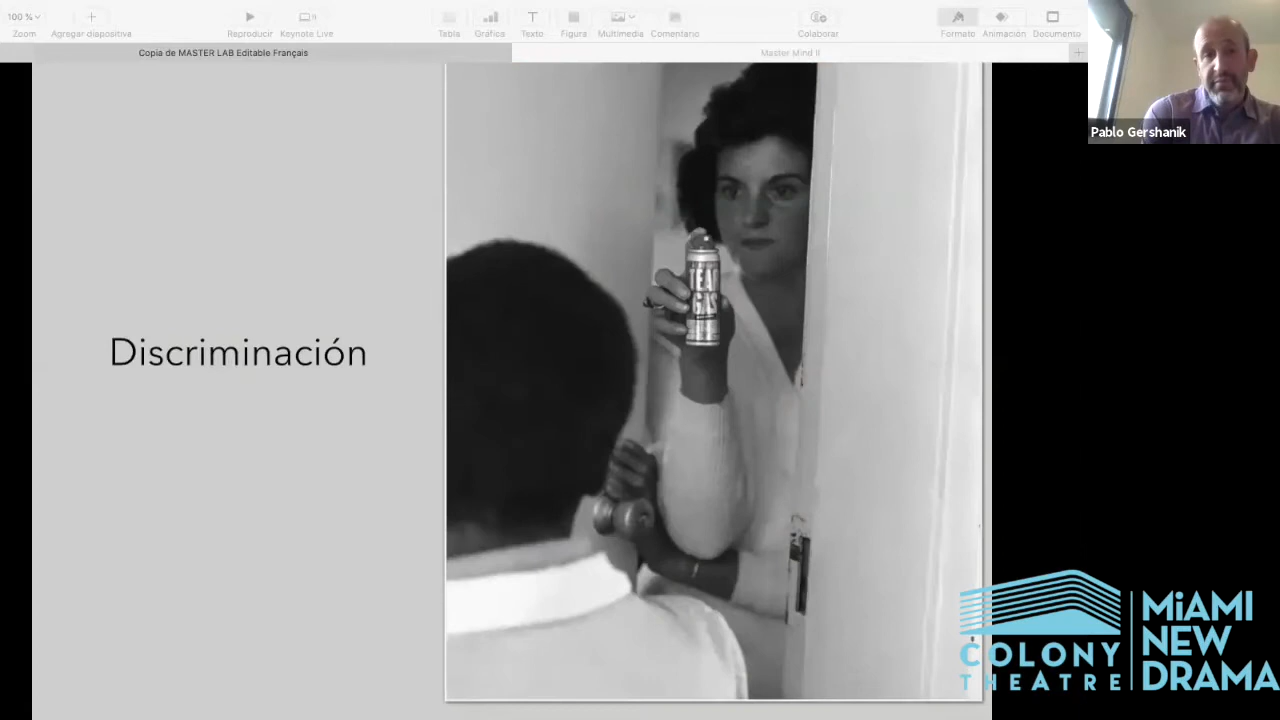 100 %
Zoom
Agregar diapositiva
Reproducir
Keynote Live
Tabla
Gráfica
Texto
Figura
Multimedia
Comentario
Colaborar
Formato
Animación
Documento
Copia de MASTER LAB Editable Français
Master Mind II
Pablo Gershanik
TEAR
GAS
Discriminación
COLONY
THEATRE
MiAMI
NEW
DRAMA